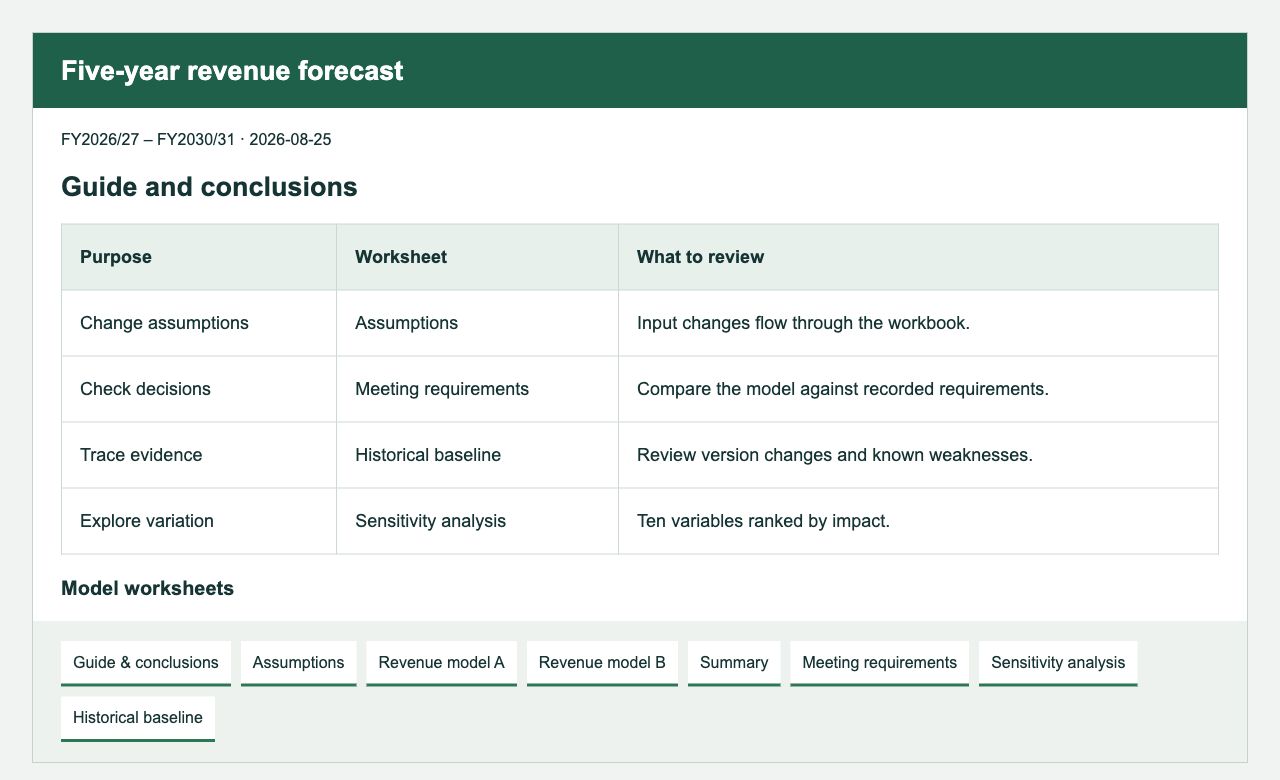 Five-year revenue forecast
FY2026/27 – FY2030/31 · 2026-08-25
Guide and conclusions
Purpose Worksheet What to review
Change assumptions Assumptions Input changes flow through the workbook.
Check decisions Meeting requirements Compare the model against recorded requirements.
Trace evidence Historical baseline Review version changes and known weaknesses.
Explore variation Sensitivity analysis Ten variables ranked by impact.
Model worksheets
Guide & conclusions Assumptions Revenue model A Revenue model B Summary Meeting requirements Sensitivity analysis
Historical baseline